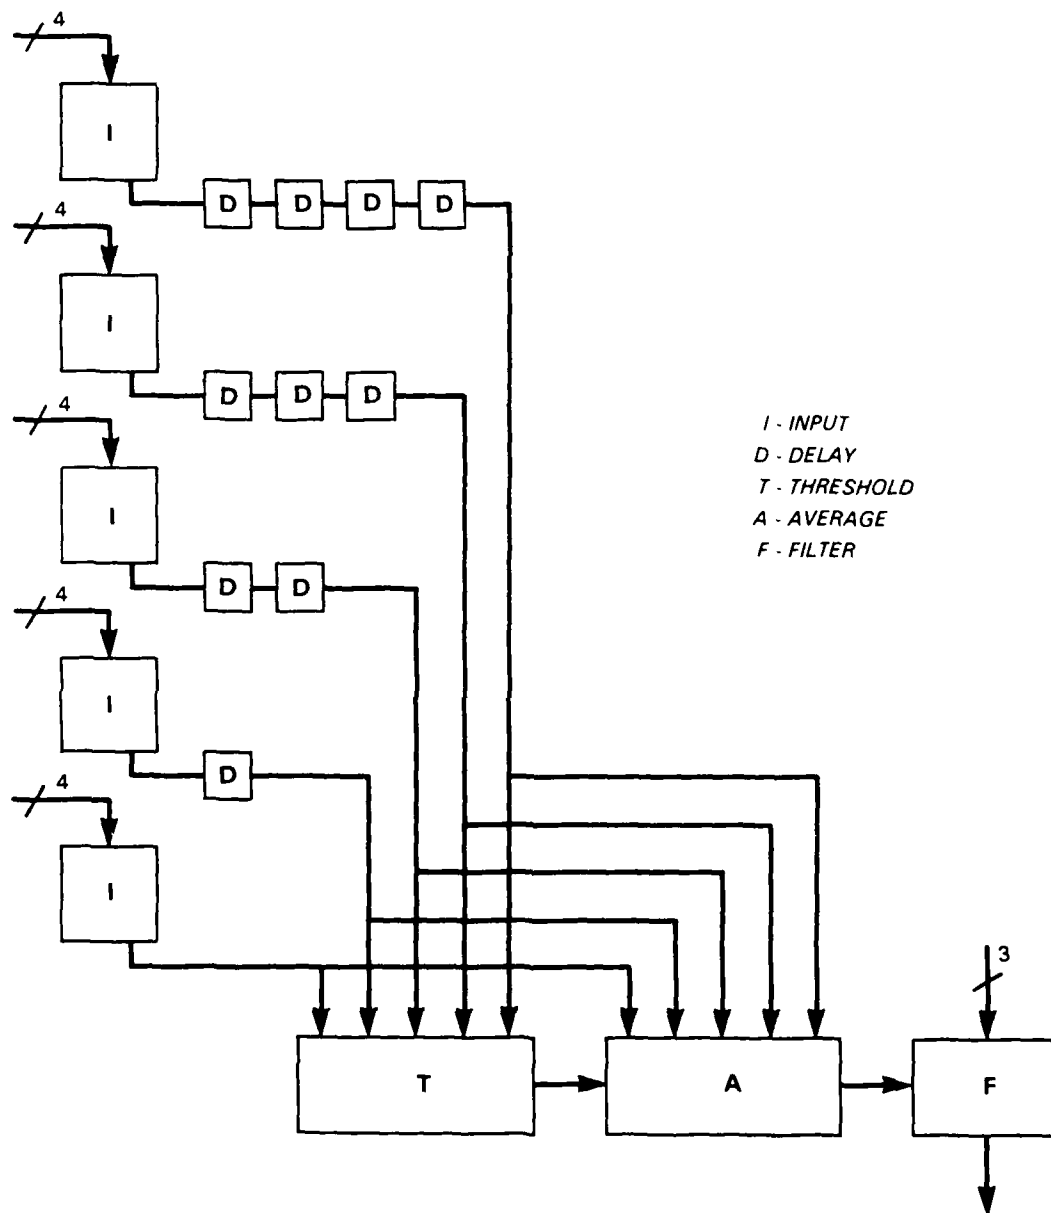 4
I
D D D D
4
I
D D D
4
I
D D
4
I
D
4
I
I - INPUT
D - DELAY
T - THRESHOLD
A - AVERAGE
F - FILTER
3
T A F